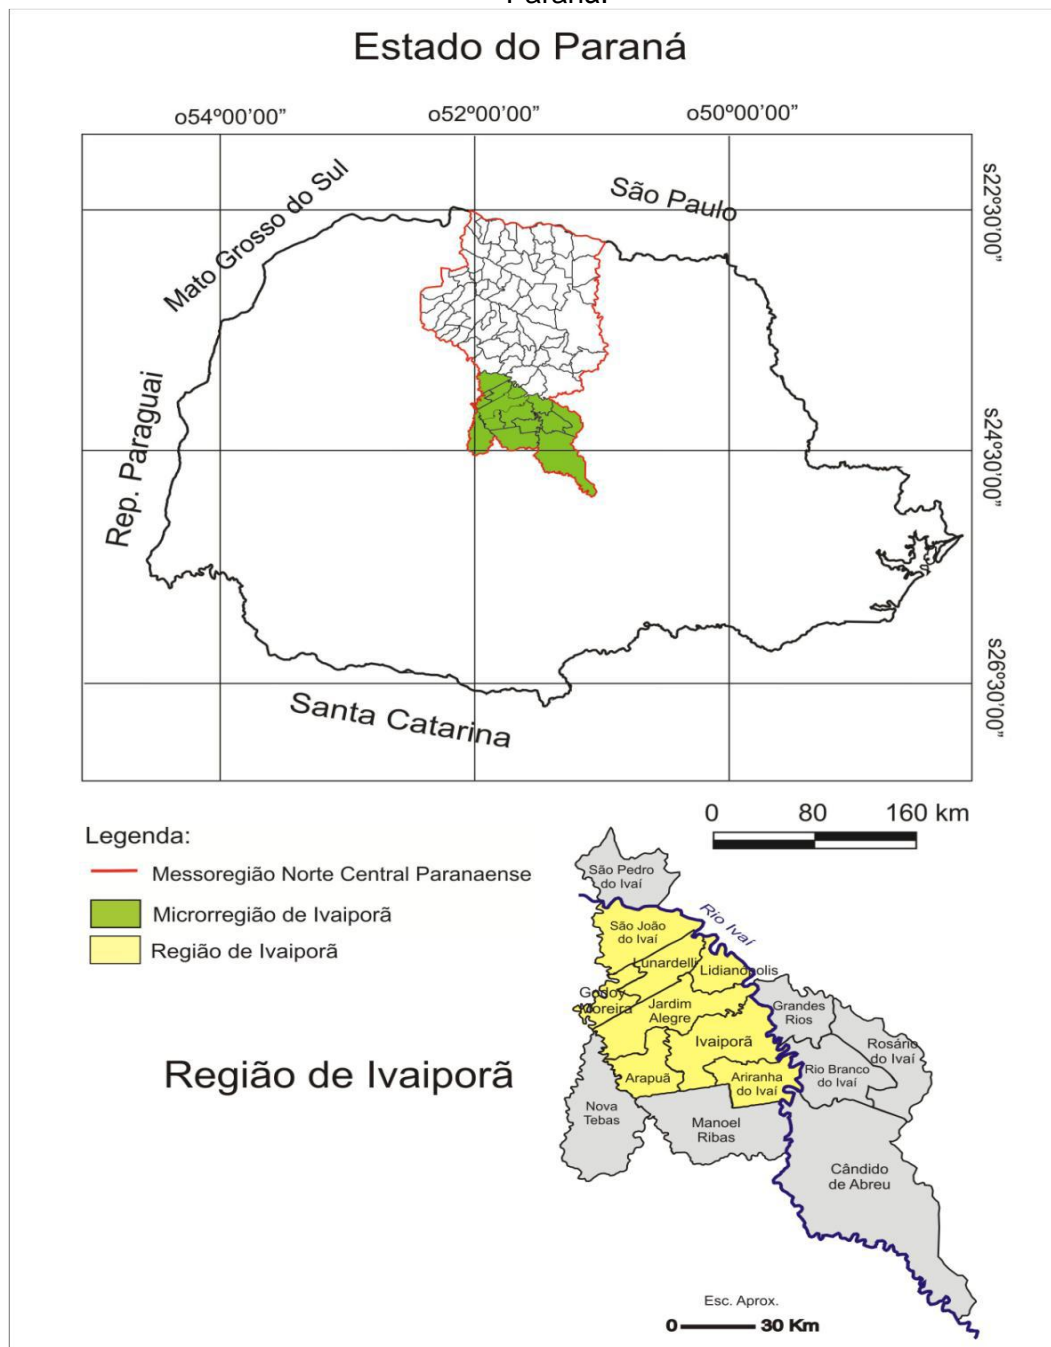 Paraná.
Estado do Paraná
o54º00'00”
o52º00'00”
o50º00'00”
s22º30'00”
s24º30'00”
s26º30'00”
Mato Grosso do Sul
São Paulo
Rep. Paraguai
Santa Catarina
0 80 160 km
Legenda:
Messoregião Norte Central Paranaense
Microrregião de Ivaiporã
Região de Ivaiporã
Região de Ivaiporã
São Pedro
do Ivaí
Rio Ivaí
São João
do Ivaí
Lunardelli
Lidianopolis
Godoy
Moreira
Jardim
Alegre
Grandes
Rios
Ivaiporã
Rosário
do Ivaí
Rio Branco
do Ivaí
Arapuã
Ariranha
do Ivaí
Nova
Tebas
Manoel
Ribas
Cândido
de Abreu
Esc. Aprox.
0 30 Km